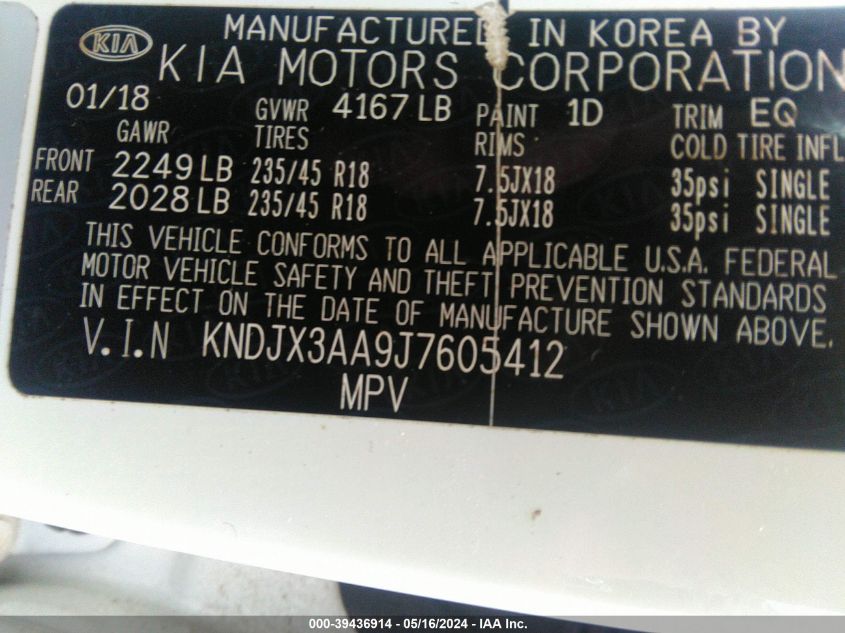 MANUFACTURED IN KOREA BY
KIA KIA MOTORS CORPORATION
01/18 GVWR 4167 LB PAINT 1D TRIM EQ
GAWR TIRES RIMS COLD TIRE INFL
FRONT 2249 LB 235/45 R18 7.5JX18 35psi SINGLE
REAR 2028 LB 235/45 R18 7.5JX18 35psi SINGLE
THIS VEHICLE CONFORMS TO ALL APPLICABLE U.S.A. FEDERAL
MOTOR VEHICLE SAFETY AND THEFT PREVENTION STANDARDS
IN EFFECT ON THE DATE OF MANUFACTURE SHOWN ABOVE.
V.I.N KNDJX3AA9J7605412
MPV
000-39436914 - 05/16/2024 - IAA Inc.